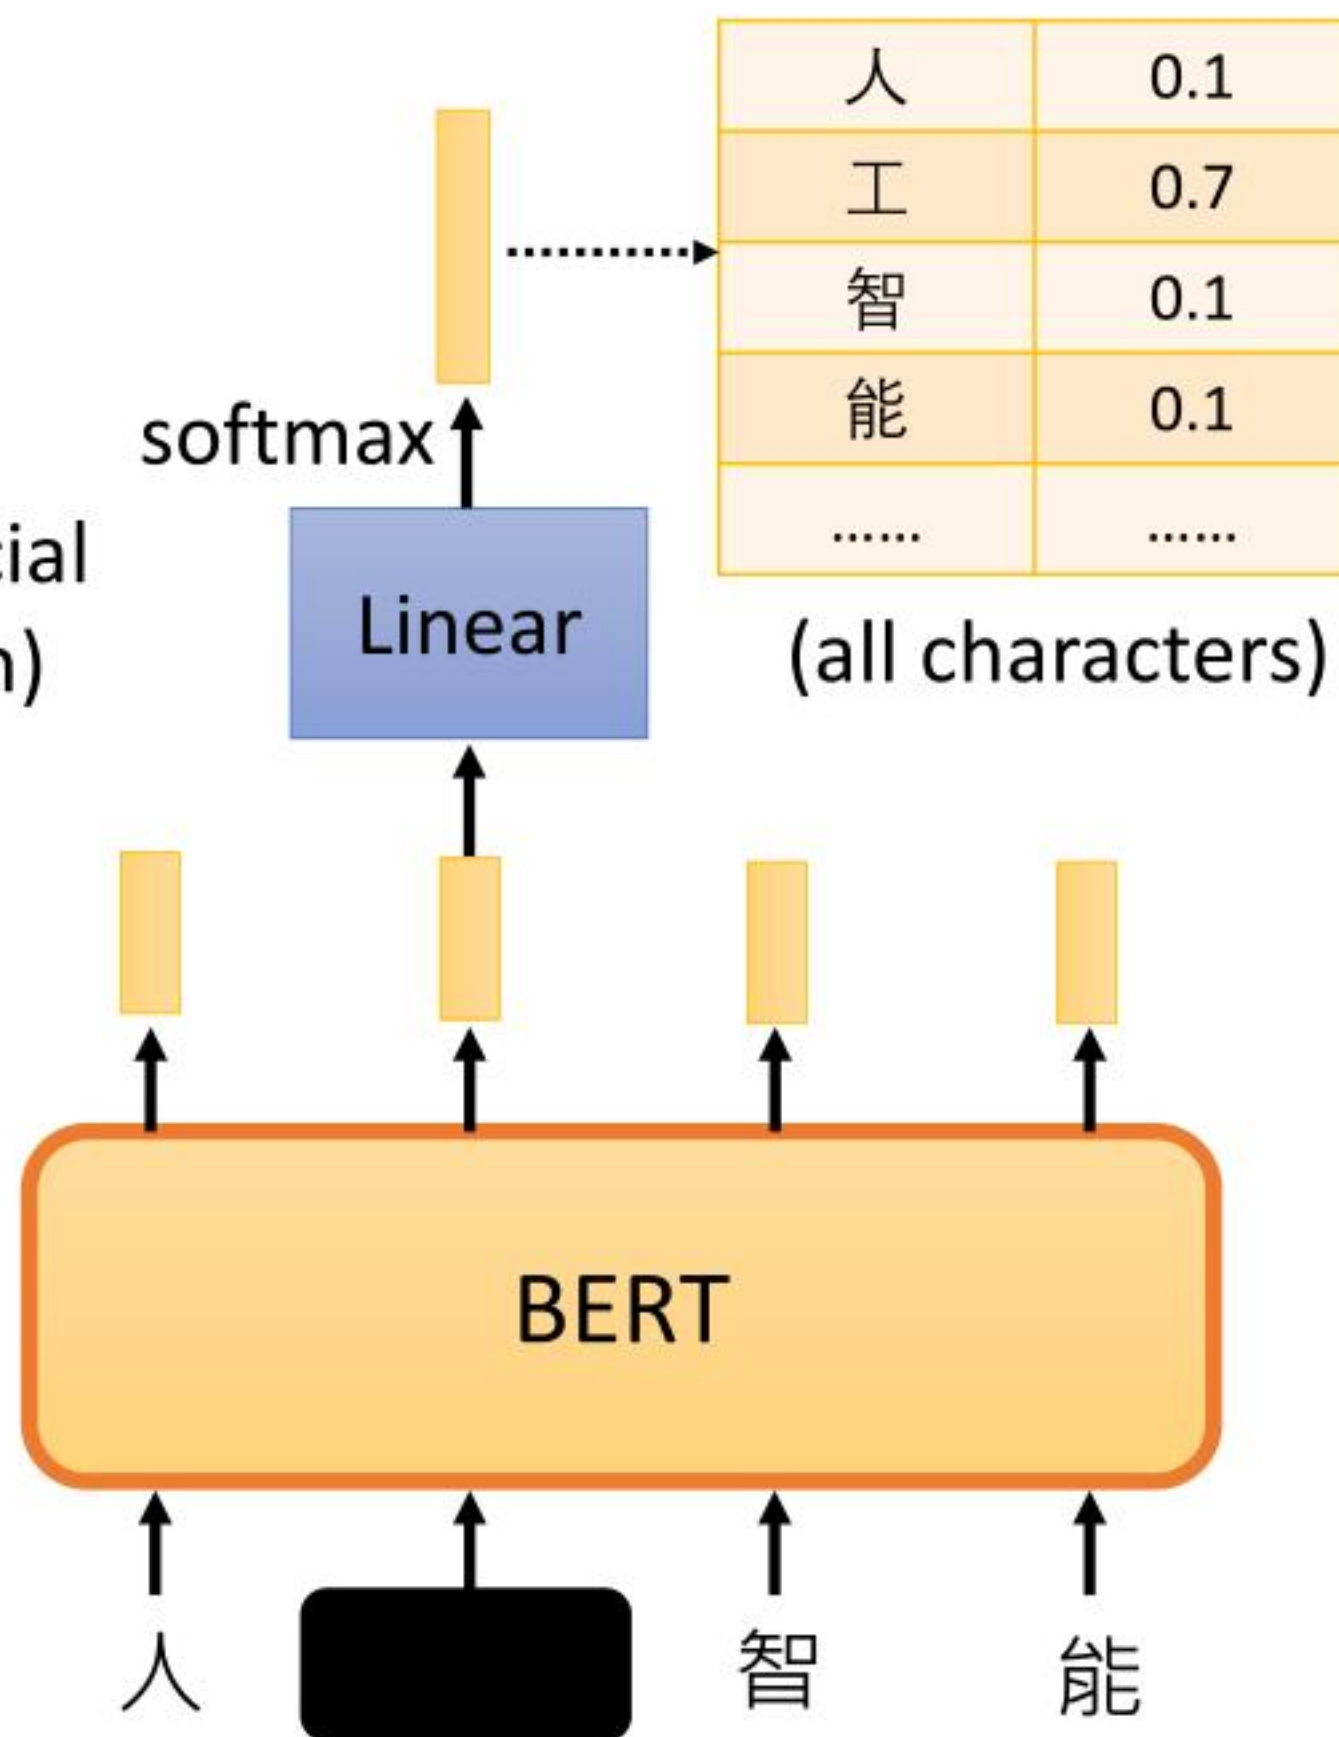 人 0.1
工 0.7
智 0.1
能 0.1
...... ......
(all characters)
softmax
cial
n)
Linear
BERT
人 智 能